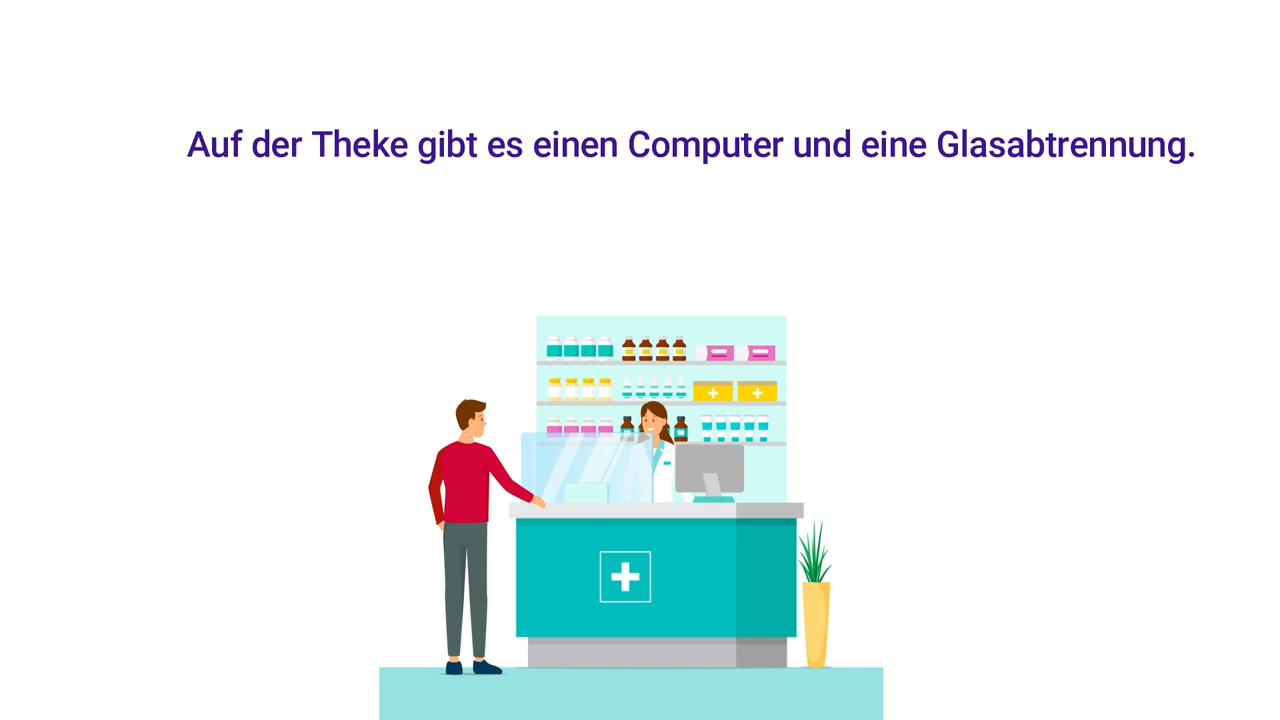 Auf der Theke gibt es einen Computer und eine Glasabtrennung.